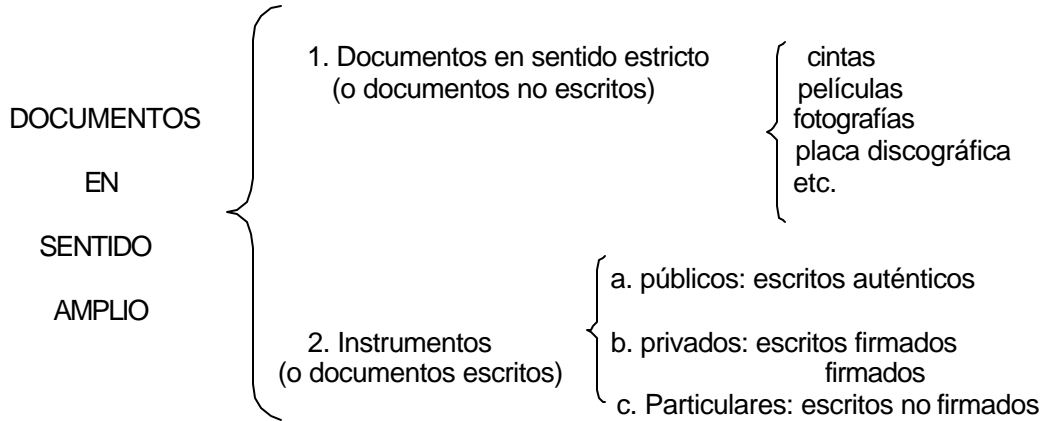 DOCUMENTOS
EN
SENTIDO
AMPLIO
1. Documentos en sentido estricto
(o documentos no escritos)
cintas
películas
fotografías
placa discográfica
etc.
2. Instrumentos
(o documentos escritos)
a. públicos: escritos auténticos
b. privados: escritos firmados
firmados
c. Particulares: escritos no firmados